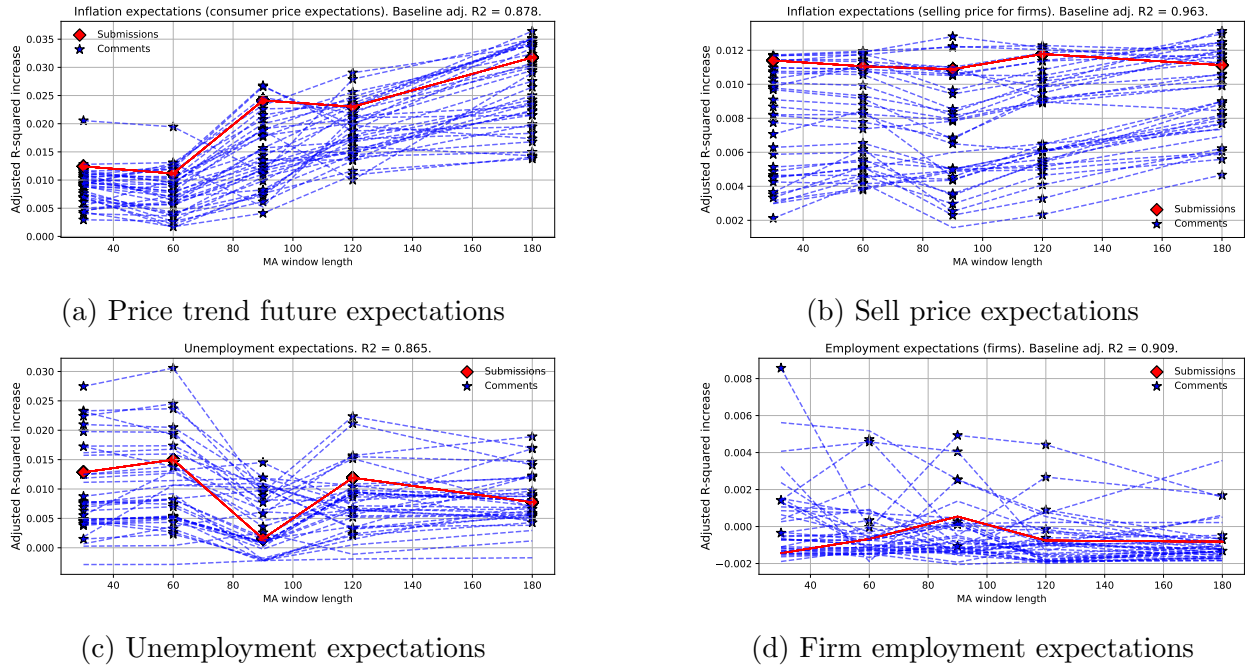 Inflation expectations (consumer price expectations). Baseline adj. R2 = 0.878.
Adjusted R-squared increase
0.035
0.030
0.025
0.020
0.015
0.010
0.005
0.000
Submissions
Comments
40 60 80 100 120 140 160 180
MA window length
(a) Price trend future expectations
Inflation expectations (selling price for firms). Baseline adj. R2 = 0.963.
Adjusted R-squared increase
0.012
0.010
0.008
0.006
0.004
0.002
Submissions
Comments
40 60 80 100 120 140 160 180
MA window length
(b) Sell price expectations
Unemployment expectations. R2 = 0.865.
Adjusted R-squared increase
0.030
0.025
0.020
0.015
0.010
0.005
0.000
Submissions
Comments
40 60 80 100 120 140 160 180
MA window length
(c) Unemployment expectations
Employment expectations (firms). Baseline adj. R2 = 0.909.
Adjusted R-squared increase
0.008
0.006
0.004
0.002
0.000
−0.002
Submissions
Comments
40 60 80 100 120 140 160 180
MA window length
(d) Firm employment expectations